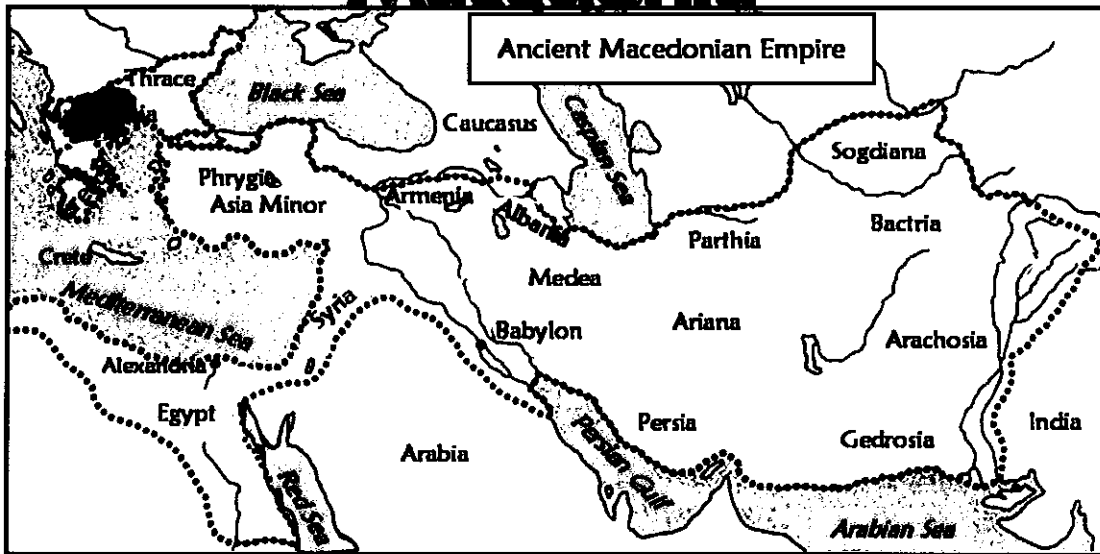 Ancient Macedonian Empire
Thrace
Black Sea
Caspian Sea
Caucasus
Sogdiana
Phrygia
Asia Minor
Armenia
Albania
Parthia
Bactria
Crete
Medea
Mediterranean Sea
Syria
Babylon
Ariana
Arachosia
Alexandria
Egypt
Persia
Persian Gulf
Gedrosia
India
Arabia
Red Sea
Arabian Sea